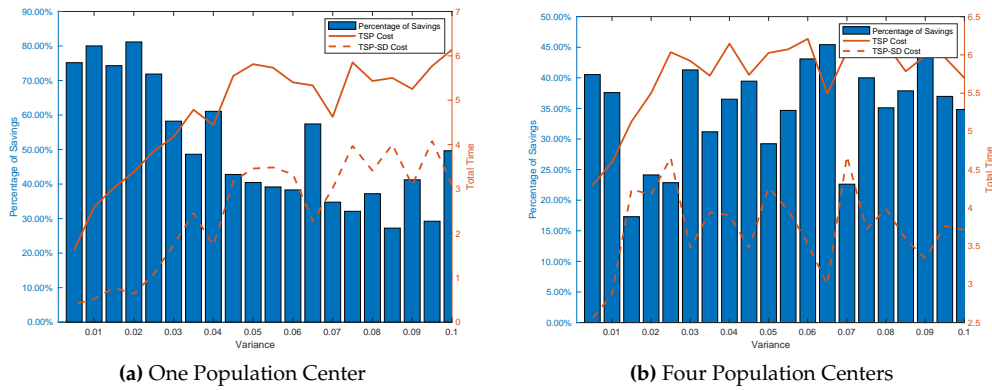 90.00%
80.00%
70.00%
60.00%
50.00%
40.00%
30.00%
20.00%
10.00%
0.00%
Percentage of Savings
7
6
5
4
3
2
1
0
Total Time
Percentage of Savings
TSP Cost
TSP-SD Cost
0.01 0.02 0.03 0.04 0.05 0.06 0.07 0.08 0.09 0.1
Variance
(a) One Population Center
50.00%
45.00%
40.00%
35.00%
30.00%
25.00%
20.00%
15.00%
10.00%
5.00%
0.00%
Percentage of Savings
6.5
6
5.5
5
4.5
4
3.5
3
2.5
Total Time
Percentage of Savings
TSP Cost
TSP-SD Cost
0.01 0.02 0.03 0.04 0.05 0.06 0.07 0.08 0.09 0.1
Variance
(b) Four Population Centers